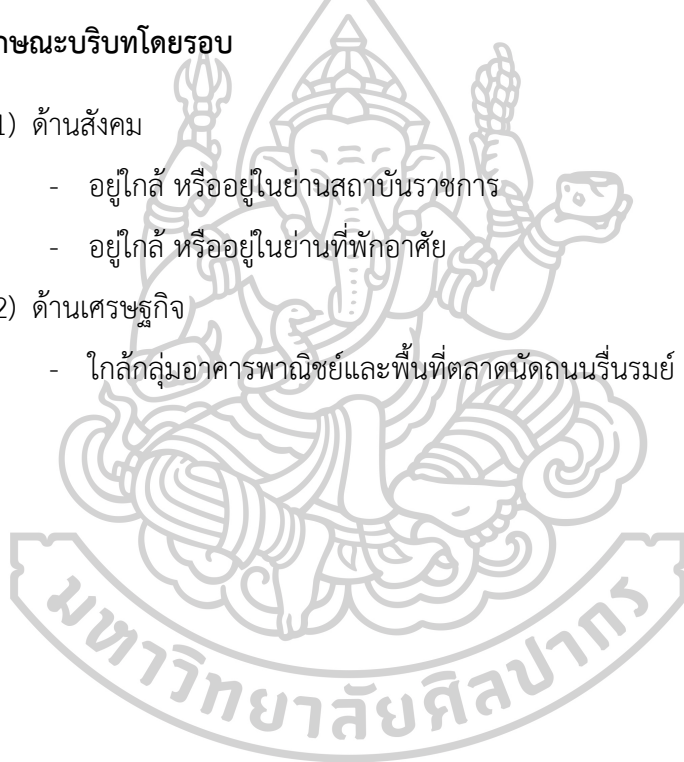 กษณะบริบทโดยรอบ
1) ด้านสังคม
- อยู่ใกล้ หรืออยู่ในย่านสถาบันราชการ
- อยู่ใกล้ หรืออยู่ในย่านที่พักอาศัย
2) ด้านเศรษฐกิจ
- ใกล้กลุ่มอาคารพาณิชย์และพื้นที่ตลาดนัดถนนรื่นรมย์
มหาวิทยาลัยศิลปากร